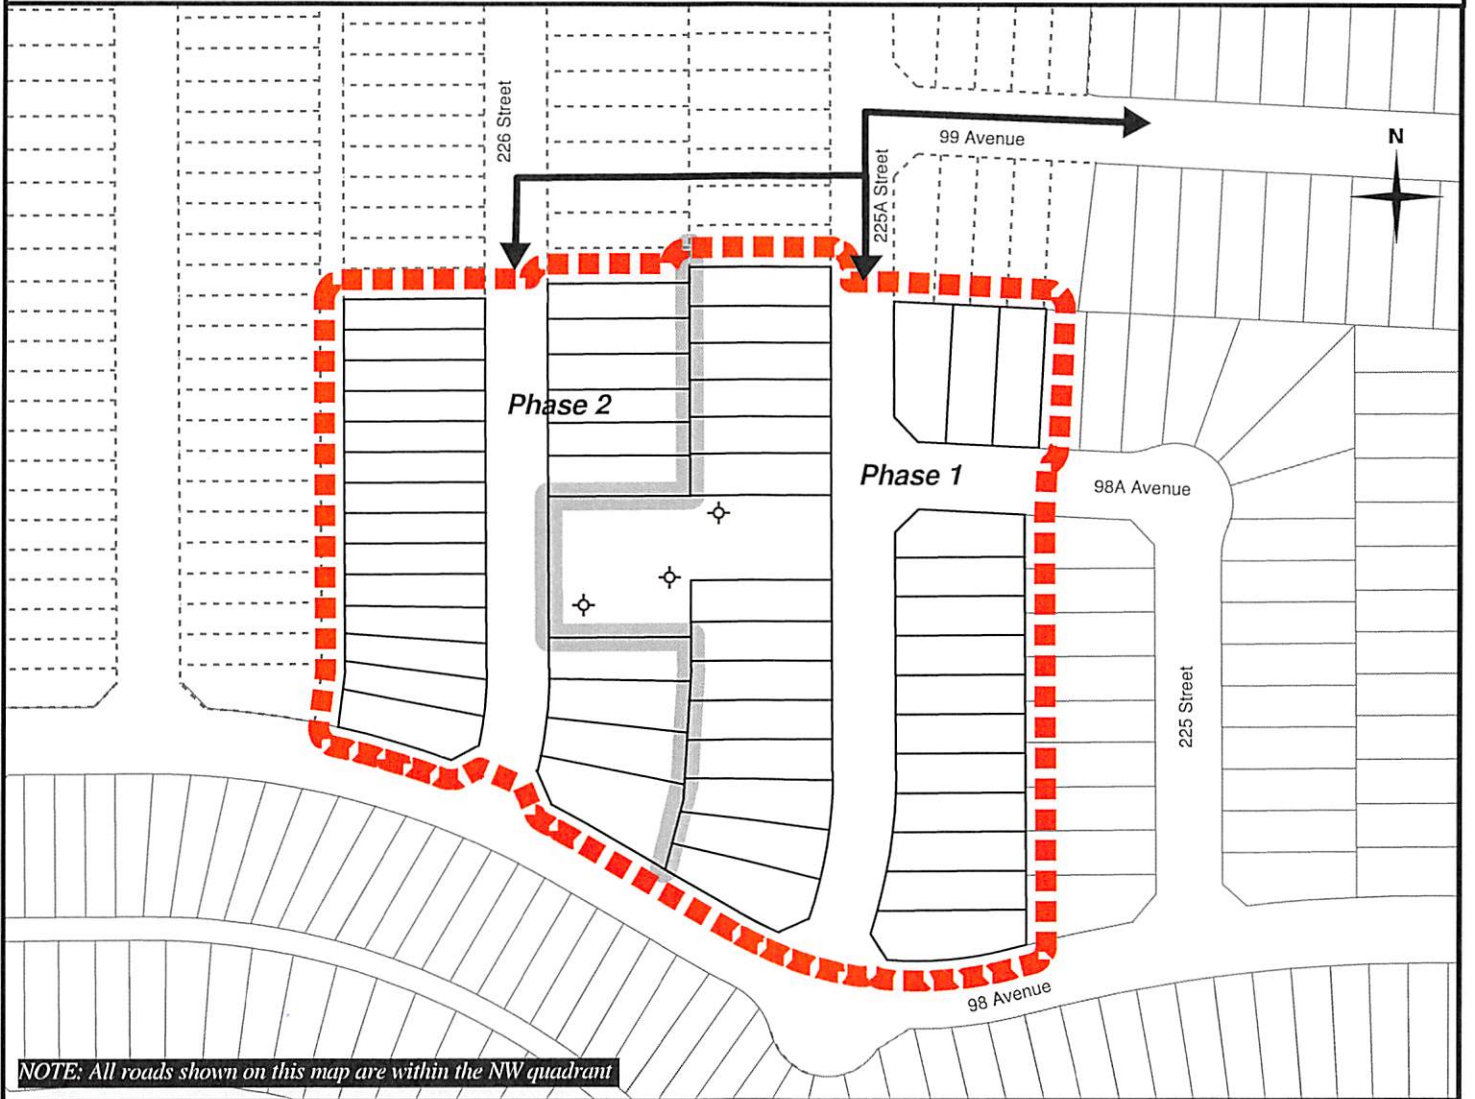 226 Street
99 Avenue
N
225A Street
Phase 2
Phase 1
98A Avenue
225 Street
98 Avenue
NOTE: All roads shown on this map are within the NW quadrant